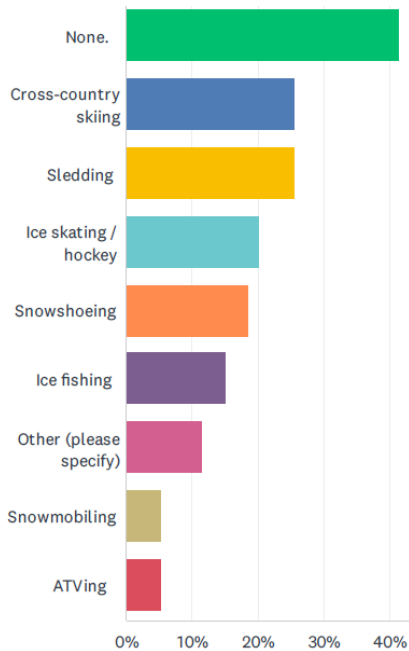 None.
Cross-country
skiing
Sledding
Ice skating /
hockey
Snowshoeing
Ice fishing
Other (please
specify)
Snowmobiling
ATVing
0% 10% 20% 30% 40%